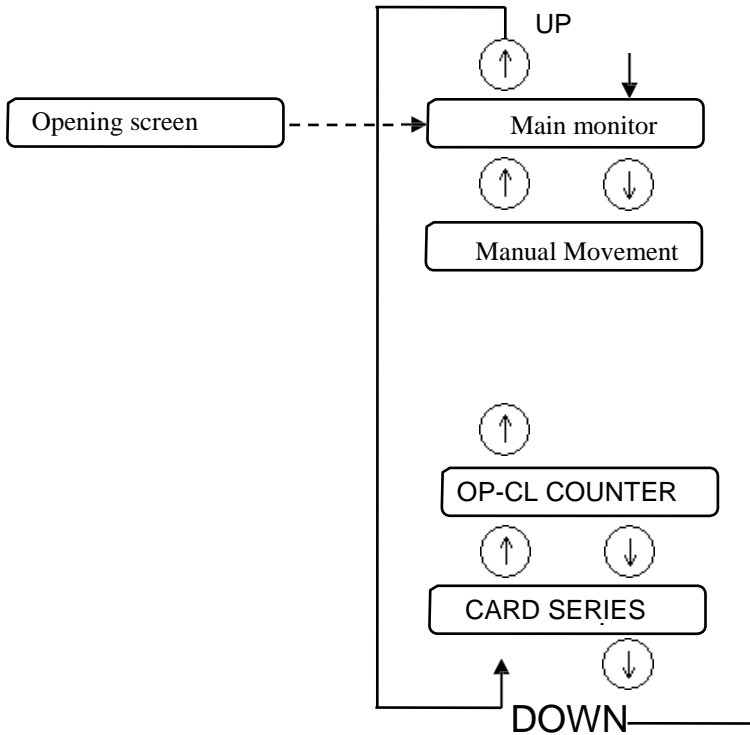 UP
Opening screen
Main monitor
Manual Movement
OP-CL COUNTER
CARD SERIES
DOWN